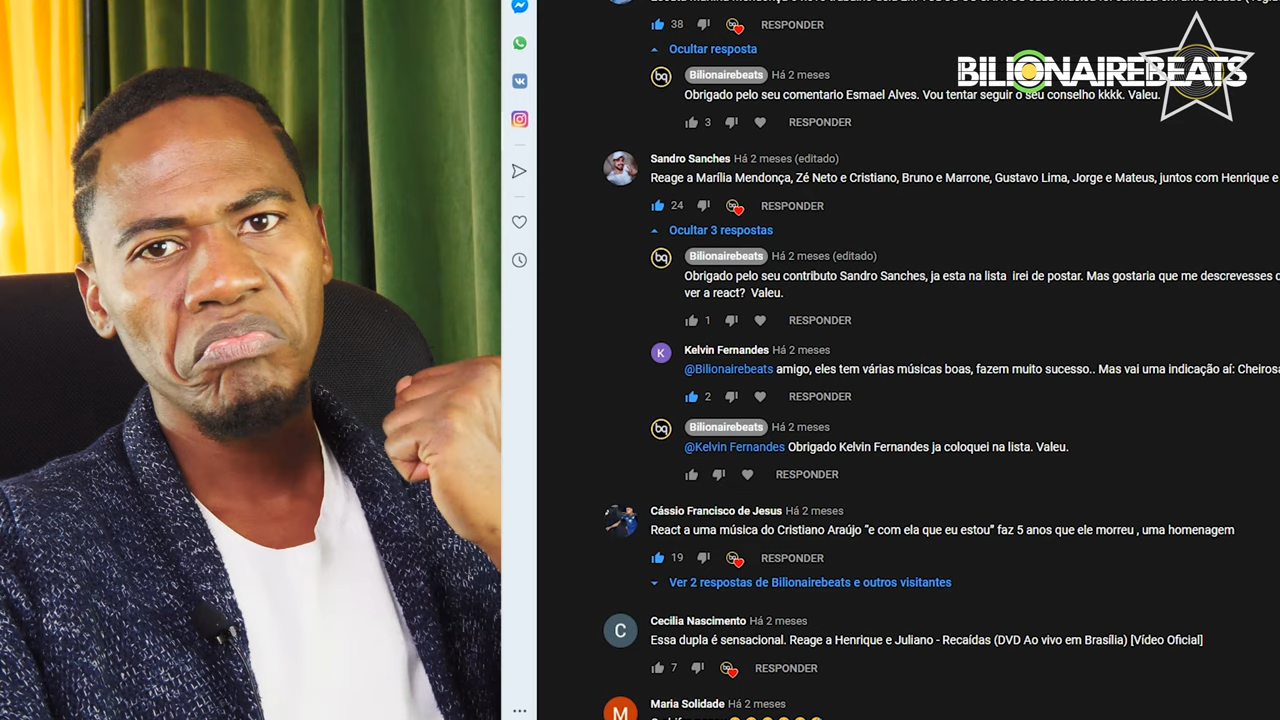 38 RESPONDER
Ocultar resposta
BILIONAIREBEATS
bq Bilionairebeats Há 2 meses
Obrigado pelo seu comentario Esmael Alves. Vou tentar seguir o seu conselho kkkk. Valeu.
3 RESPONDER
Sandro Sanches Há 2 meses (editado)
Reage a Marília Mendonça, Zé Neto e Cristiano, Bruno e Marrone, Gustavo Lima, Jorge e Mateus, juntos com Henrique e
24 RESPONDER
Ocultar 3 respostas
bq Bilionairebeats Há 2 meses (editado)
Obrigado pelo seu contributo Sandro Sanches, ja esta na lista irei de postar. Mas gostaria que me descrevesses
ver a react? Valeu.
1 RESPONDER
K Kelvin Fernandes Há 2 meses
@Bilionairebeats amigo, eles tem várias músicas boas, fazem muito sucesso.. Mas vai uma indicação aí: Cheirosa
2 RESPONDER
bq Bilionairebeats Há 2 meses
@Kelvin Fernandes Obrigado Kelvin Fernandes ja coloquei na lista. Valeu.
RESPONDER
Cássio Francisco de Jesus Há 2 meses
React a uma música do Cristiano Araújo “e com ela que eu estou” faz 5 anos que ele morreu , uma homenagem
19 RESPONDER
Ver 2 respostas de Bilionairebeats e outros visitantes
C Cecilia Nascimento Há 2 meses
Essa dupla é sensacional. Reage a Henrique e Juliano - Recaídas (DVD Ao vivo em Brasília) [Vídeo Oficial]
7 RESPONDER
M Maria Solidade Há 2 meses